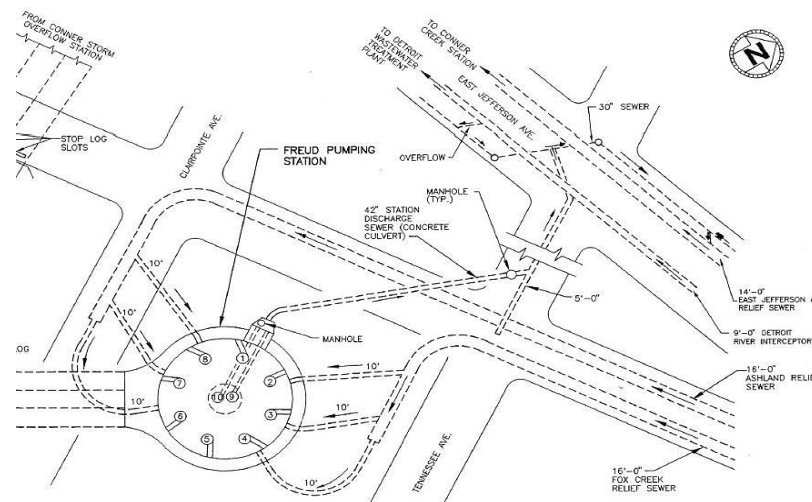 FROM CONNER STORM
OVERFLOW STATION
STOP LOG
SLOTS
CLAIRPOINTE AVE.
FREUD PUMPING
STATION
TO DETROIT
WASTEWATER
TREATMENT
PLANT
TO CONNER
CREEK STATION
EAST JEFFERSON AVE.
N
30" SEWER
OVERFLOW
MANHOLE
(TYP.)
42" STATION
DISCHARGE
SEWER (CONCRETE
CULVERT)
10'
10'
10'
10'
10'
10'
10'
MANHOLE
1
2
3
4
5
6
7
8
10
9
5'-0"
14'-0"
EAST JEFFERSON A
RELIEF SEWER
9'-0" DETROIT
RIVER INTERCEPTOR
16'-0"
ASHLAND RELIE
SEWER
16'-0"
FOX CREEK
RELIEF SEWER
TENNESSEE AVE.
LOG